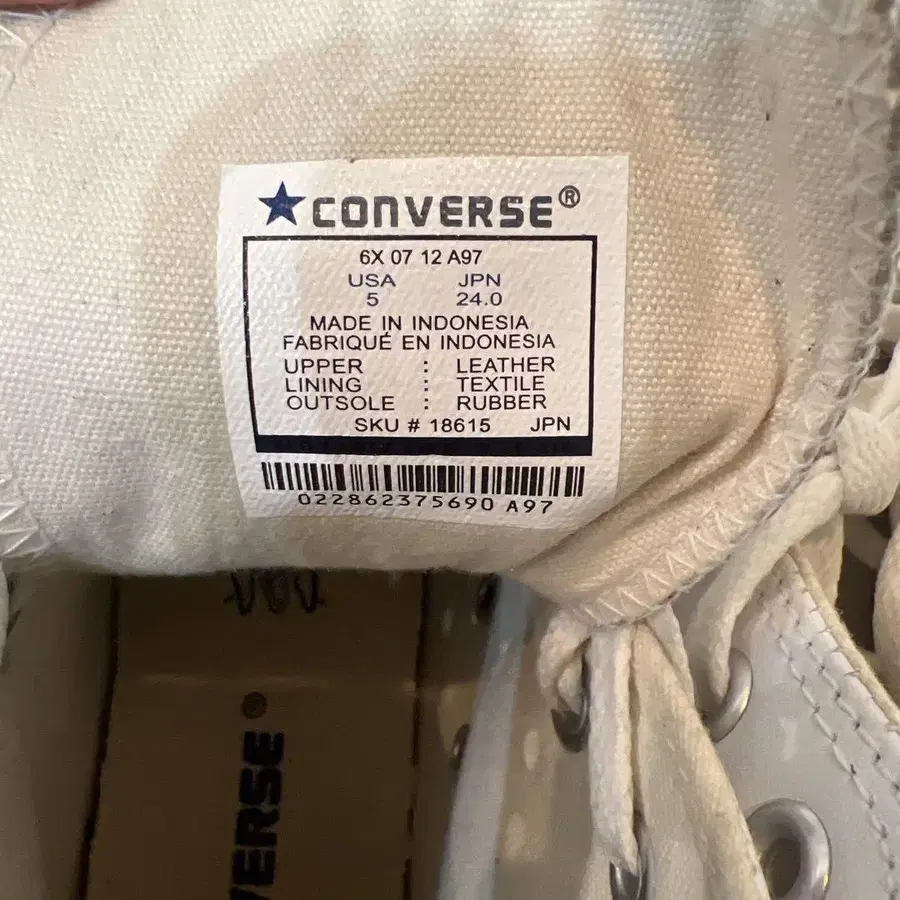 CONVERSE®
6X 07 12 A97
USA JPN
5 24.0
MADE IN INDONESIA
FABRIQUÉ EN INDONESIA
UPPER : LEATHER
LINING : TEXTILE
OUTSOLE : RUBBER
SKU # 18615 JPN
022862375690 A97
VERSE®